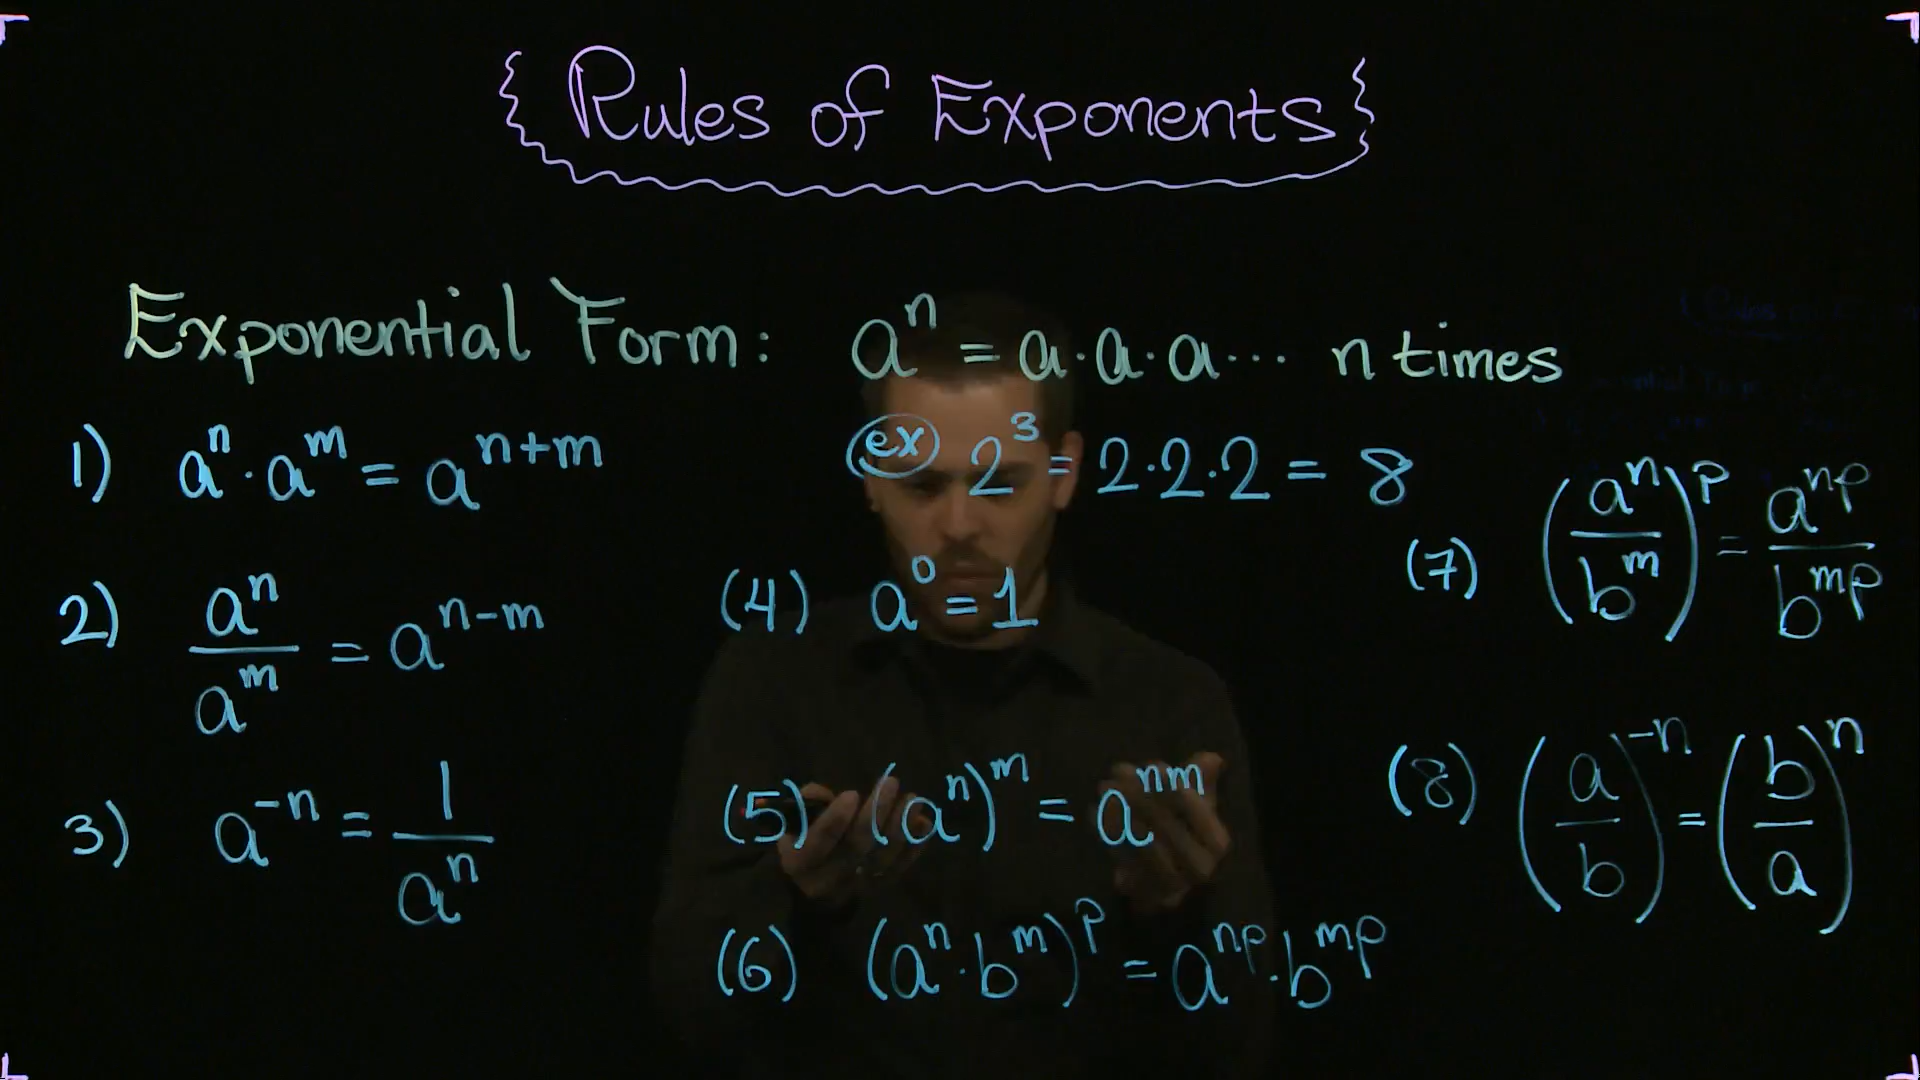 { Rules of Exponents }
Exponential Form: aⁿ = a·a·a··· n times
ex 2³ = 2·2·2 = 8
1) aⁿ·aᵐ = aⁿ⁺ᵐ
2) aⁿ/aᵐ = aⁿ⁻ᵐ
3) a⁻ⁿ = 1/aⁿ
(4) a⁰ = 1
(5) (aⁿ)ᵐ = aⁿᵐ
(6) (aⁿ·bᵐ)ᵖ = aⁿᵖ·bᵐᵖ
(7) (aⁿ/bᵐ)ᵖ = aⁿᵖ/bᵐᵖ
(8) (a/b)⁻ⁿ = (b/a)ⁿ